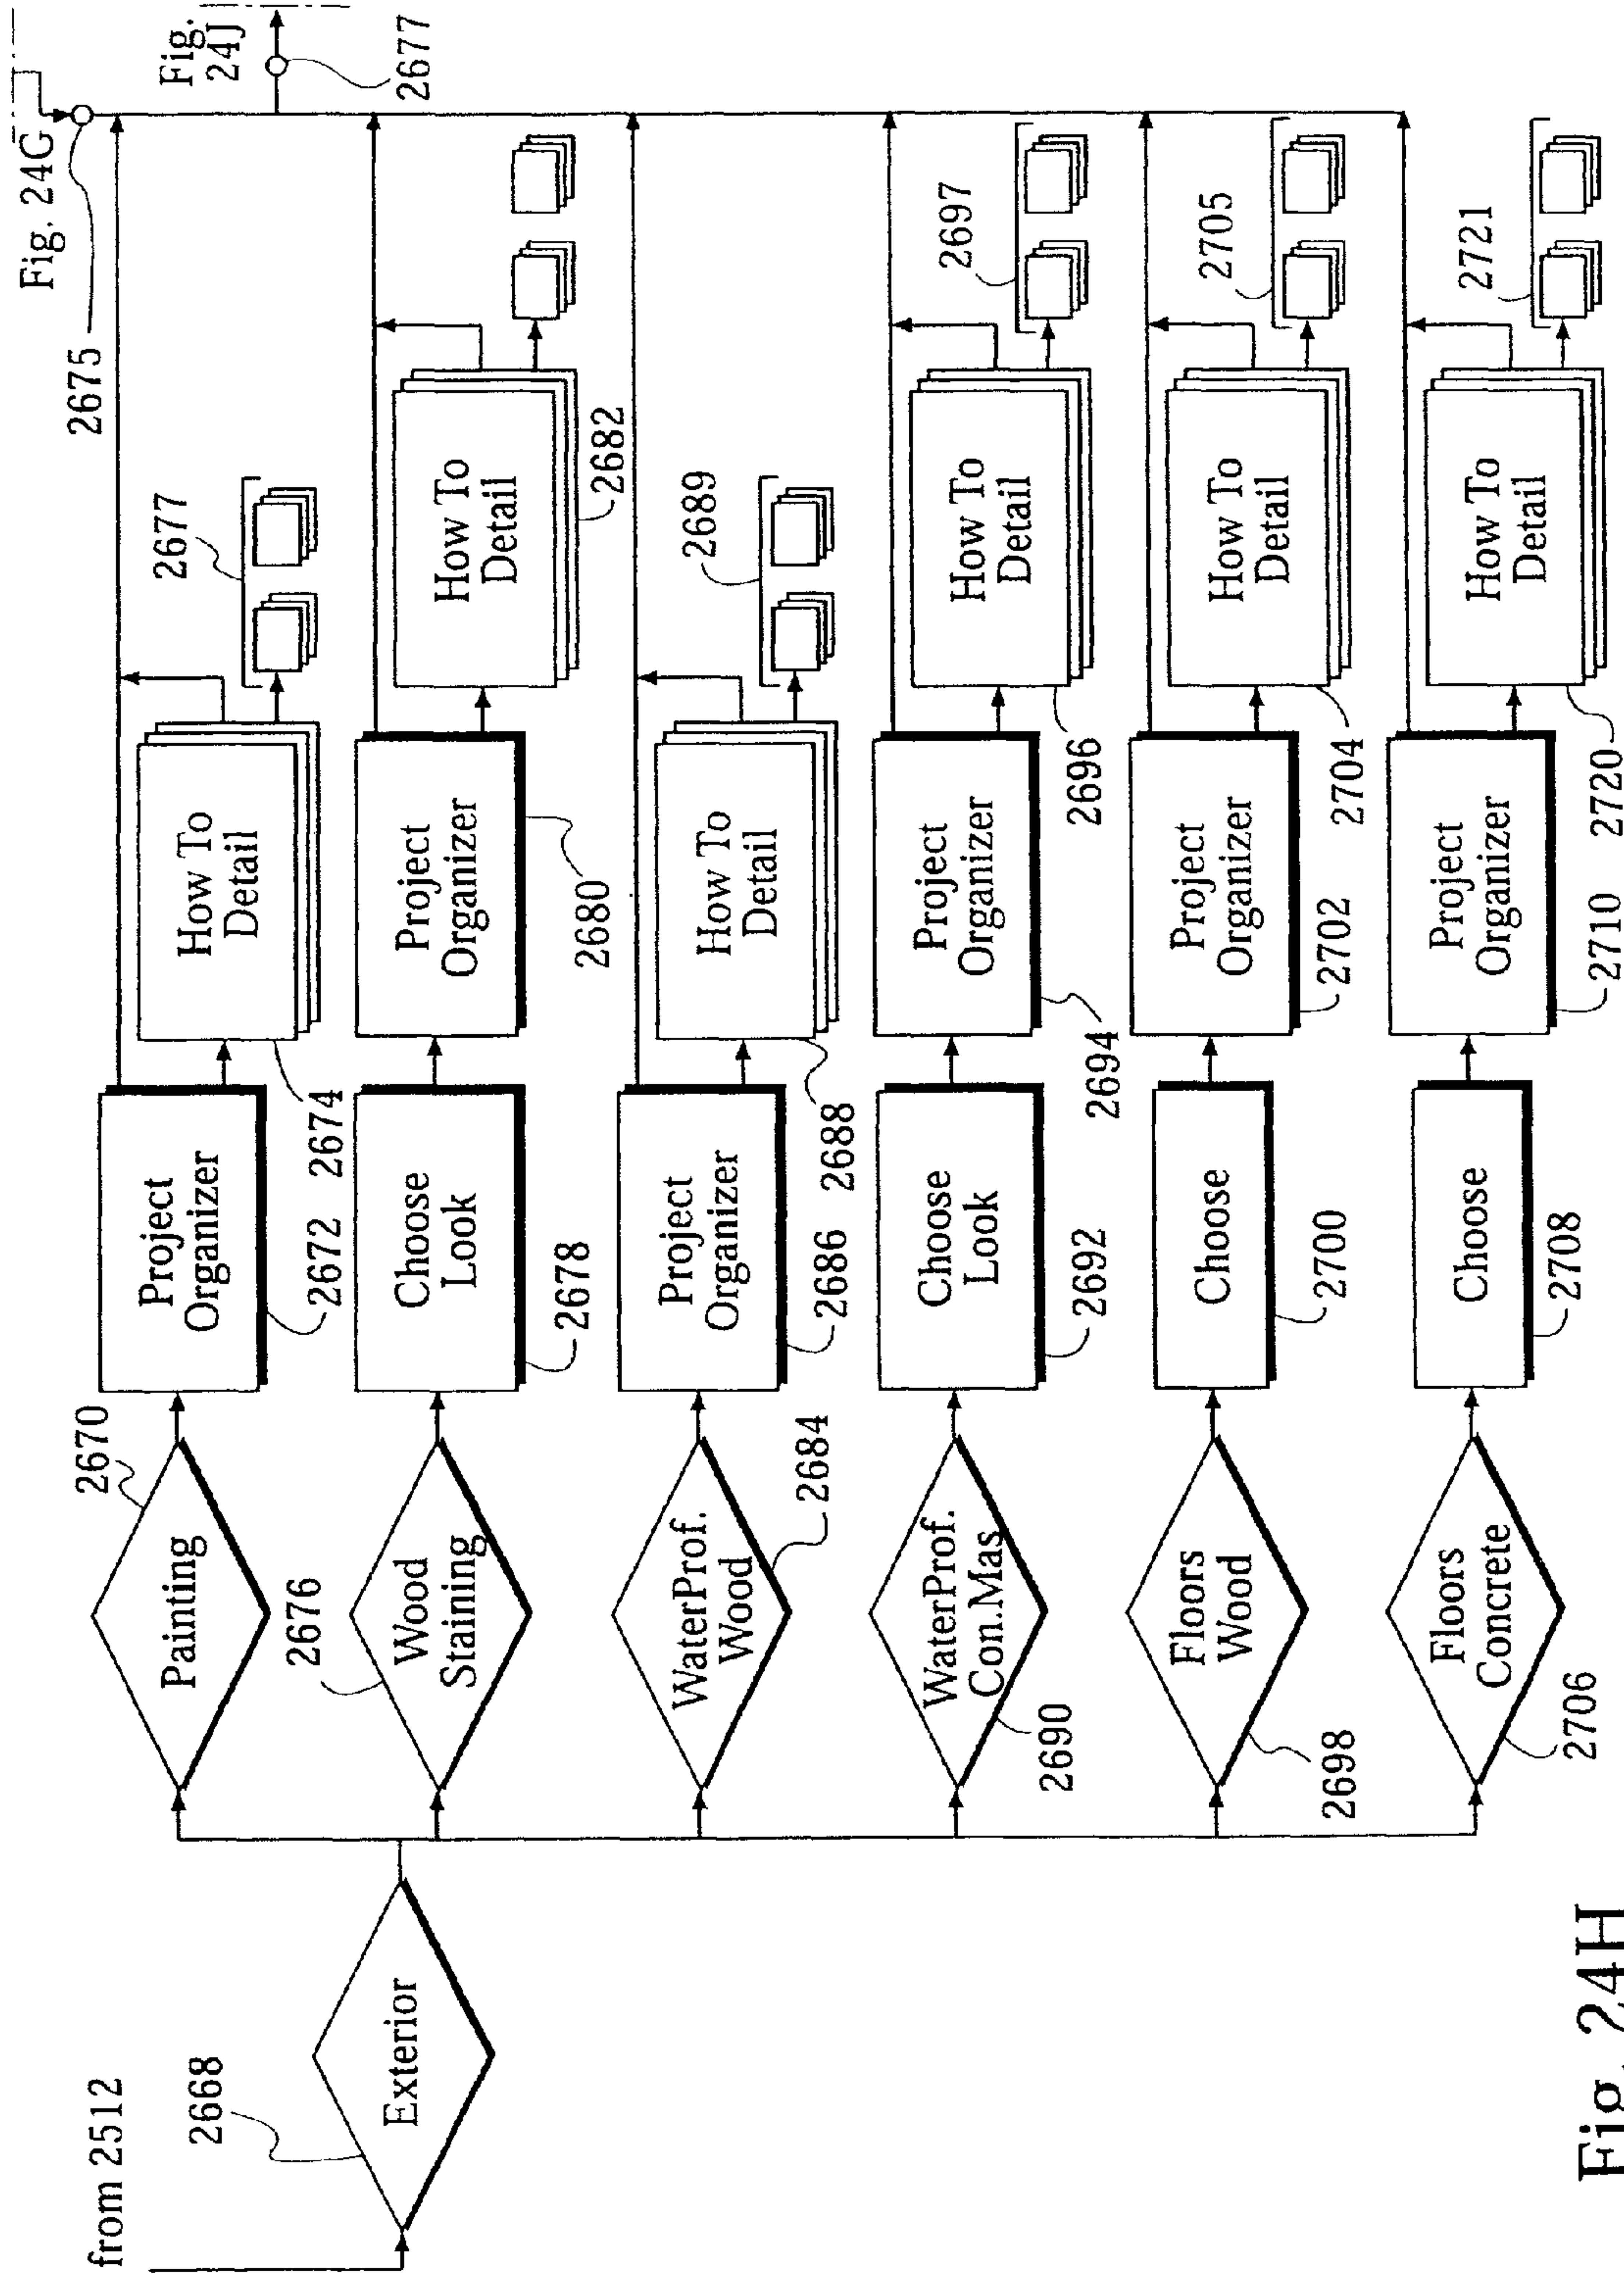 Fig. 24G
Fig.
24J
2675
2677
from 2512
2668
Exterior
2670
Painting
Project
Organizer
2672
How To
Detail
2674
2677
2676
Wood
Staining
Choose
Look
2678
Project
Organizer
2680
How To
Detail
2682
WaterProf.
Wood
2684
Project
Organizer
2686
How To
Detail
2688
2689
WaterProf.
Con.Mas.
2690
Choose
Look
2692
Project
Organizer
2694
How To
Detail
2696
2697
Floors
Wood
2698
Choose
2700
Project
Organizer
2702
How To
Detail
2704
2705
Floors
Concrete
2706
Choose
2708
Project
Organizer
2710
How To
Detail
2720
2721
Fig. 24H